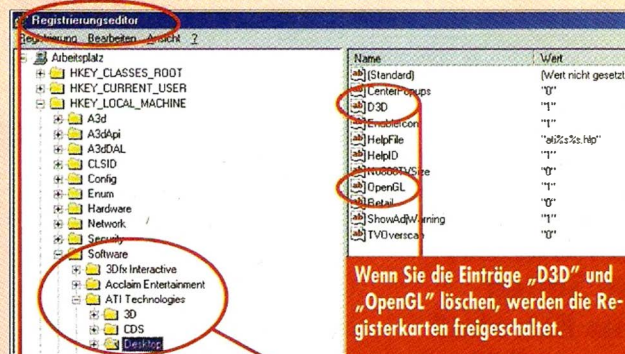 Registrierungseditor
Registrierung Bearbeiten Ansicht ?
Arbeitsplatz
HKEY_CLASSES_ROOT
HKEY_CURRENT_USER
HKEY_LOCAL_MACHINE
A3d
A3dApi
A3dDAL
CLSID
Config
Enum
Hardware
Network
Security
Software
3Dfx Interactive
Acclaim Entertainment
ATI Technologies
3D
CDS
Desktop
Name Wert
(Standard) (Wert nicht gesetzt
CenterPopups "0"
D3D "1"
EnableIcon "1"
HelpFile "ati%s%s.hlp"
HelpID "1"
No800TVSize "0"
OpenGL "1"
Retail "0"
ShowAdjWarning "1"
TVOverscan "0"
Wenn Sie die Einträge „D3D” und
„OpenGL” löschen, werden die Re-
gisterkarten freigeschaltet.